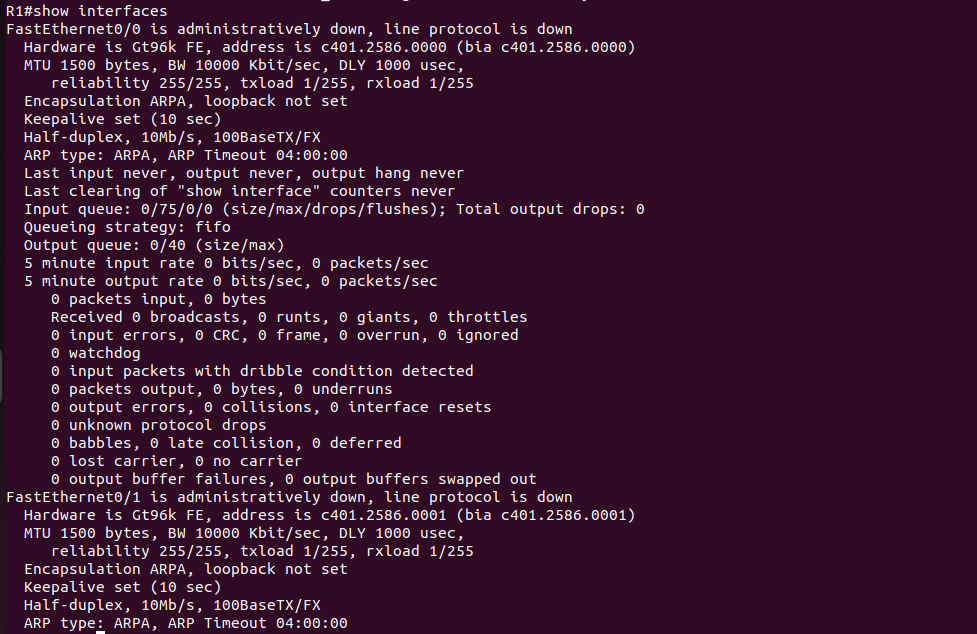 R1#show interfaces
FastEthernet0/0 is administratively down, line protocol is down
  Hardware is Gt96k FE, address is c401.2586.0000 (bia c401.2586.0000)
  MTU 1500 bytes, BW 10000 Kbit/sec, DLY 1000 usec,
     reliability 255/255, txload 1/255, rxload 1/255
  Encapsulation ARPA, loopback not set
  Keepalive set (10 sec)
  Half-duplex, 10Mb/s, 100BaseTX/FX
  ARP type: ARPA, ARP Timeout 04:00:00
  Last input never, output never, output hang never
  Last clearing of "show interface" counters never
  Input queue: 0/75/0/0 (size/max/drops/flushes); Total output drops: 0
  Queueing strategy: fifo
  Output queue: 0/40 (size/max)
  5 minute input rate 0 bits/sec, 0 packets/sec
  5 minute output rate 0 bits/sec, 0 packets/sec
     0 packets input, 0 bytes
     Received 0 broadcasts, 0 runts, 0 giants, 0 throttles
     0 input errors, 0 CRC, 0 frame, 0 overrun, 0 ignored
     0 watchdog
     0 input packets with dribble condition detected
     0 packets output, 0 bytes, 0 underruns
     0 output errors, 0 collisions, 0 interface resets
     0 unknown protocol drops
     0 babbles, 0 late collision, 0 deferred
     0 lost carrier, 0 no carrier
     0 output buffer failures, 0 output buffers swapped out
FastEthernet0/1 is administratively down, line protocol is down
  Hardware is Gt96k FE, address is c401.2586.0001 (bia c401.2586.0001)
  MTU 1500 bytes, BW 10000 Kbit/sec, DLY 1000 usec,
     reliability 255/255, txload 1/255, rxload 1/255
  Encapsulation ARPA, loopback not set
  Keepalive set (10 sec)
  Half-duplex, 10Mb/s, 100BaseTX/FX
  ARP type: ARPA, ARP Timeout 04:00:00